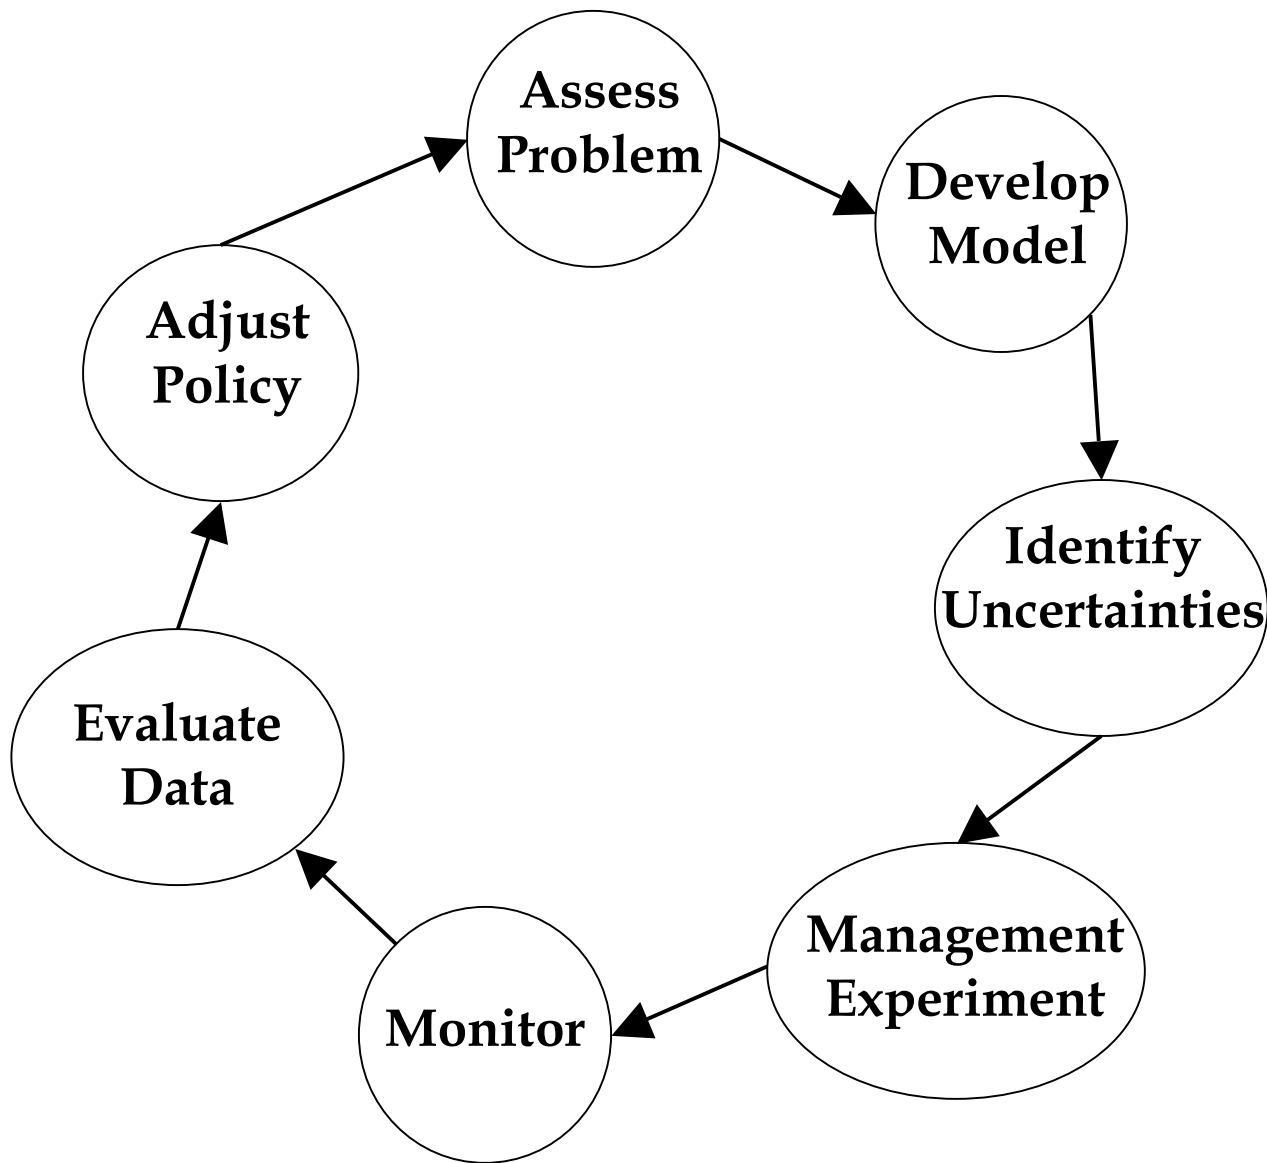 Assess
Problem
Develop
Model
Identify
Uncertainties
Management
Experiment
Monitor
Evaluate
Data
Adjust
Policy